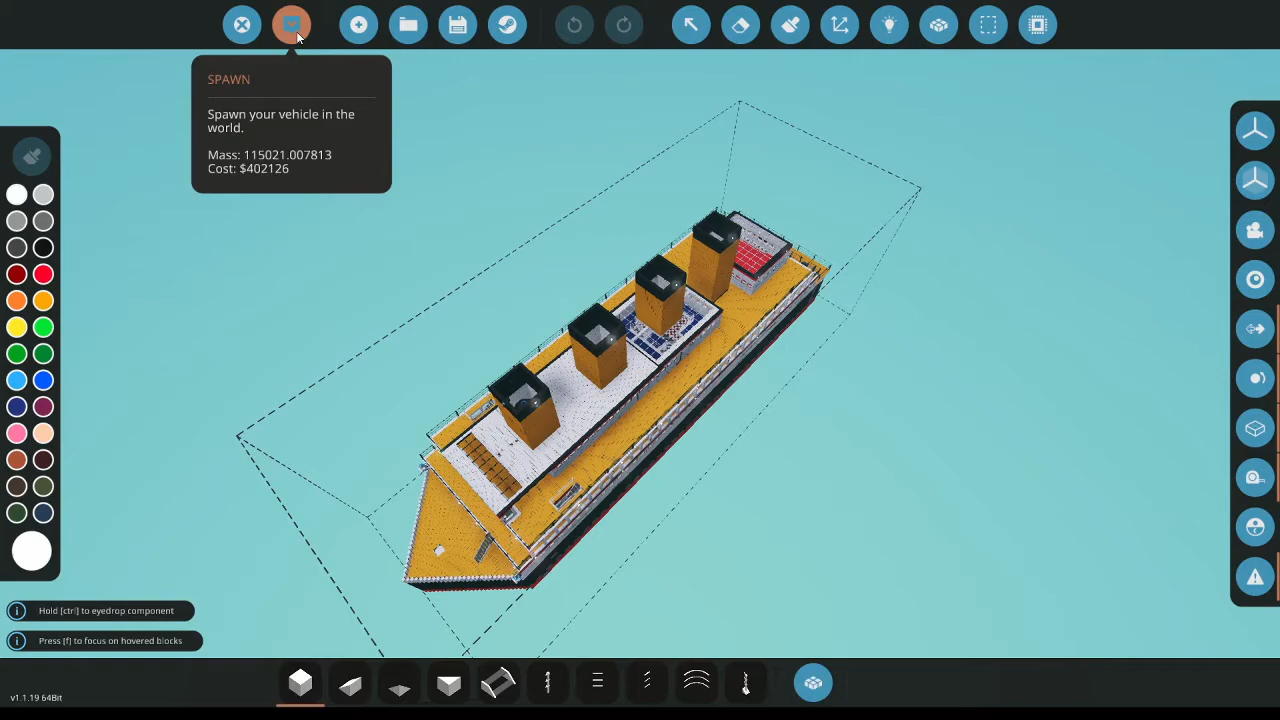 SPAWN
Spawn your vehicle in the
world.
Mass: 115021.007813
Cost: $402126
Hold [ctrl] to eyedrop component
Press [f] to focus on hovered blocks
v1.1.19 64Bit